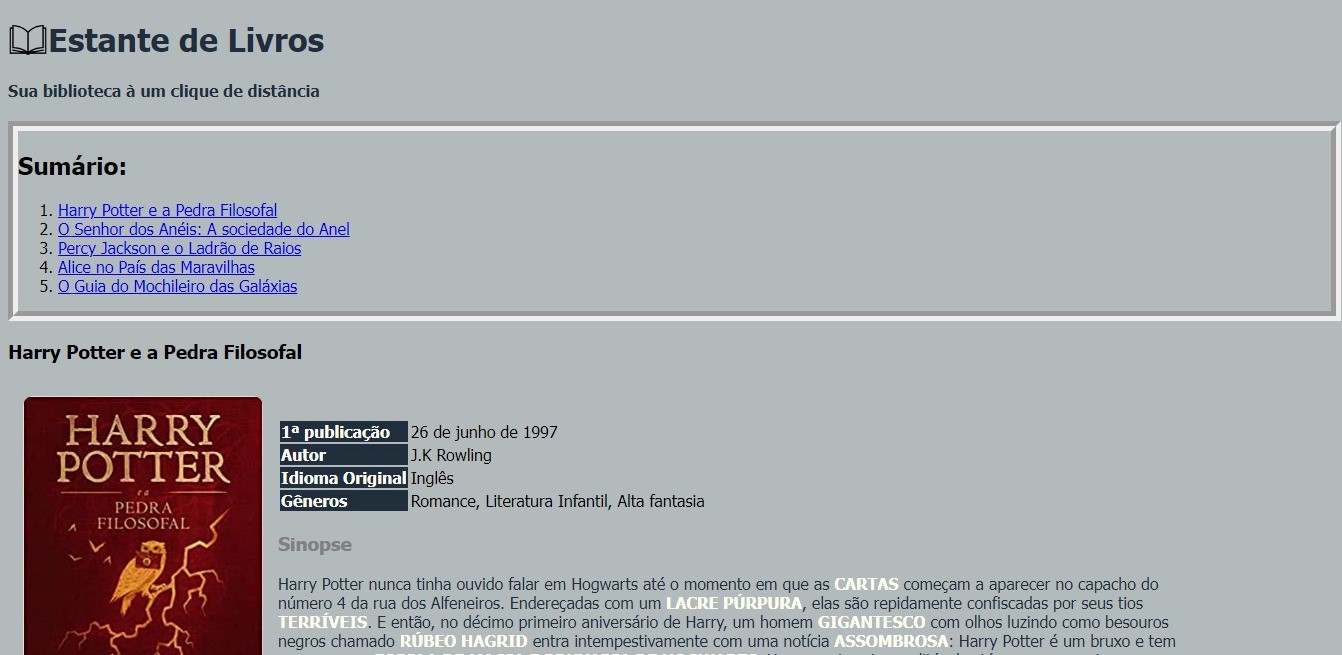 Estante de Livros
Sua biblioteca à um clique de distância
Sumário:
1. Harry Potter e a Pedra Filosofal
2. O Senhor dos Anéis: A sociedade do Anel
3. Percy Jackson e o Ladrão de Raios
4. Alice no País das Maravilhas
5. O Guia do Mochileiro das Galáxias
Harry Potter e a Pedra Filosofal
HARRY
POTTER
e a
PEDRA
FILOSOFAL
1ª publicação 26 de junho de 1997
Autor J.K Rowling
Idioma Original Inglês
Gêneros Romance, Literatura Infantil, Alta fantasia
Sinopse
Harry Potter nunca tinha ouvido falar em Hogwarts até o momento em que as CARTAS começam a aparecer no capacho do
número 4 da rua dos Alfeneiros. Endereçadas com um LACRE PÚRPURA, elas são repidamente confiscadas por seus tios
TERRÍVEIS. E então, no décimo primeiro aniversário de Harry, um homem GIGANTESCO com olhos luzindo como besouros
negros chamado RÚBEO HAGRID entra intempestivamente com uma notícia ASSOMBROSA: Harry Potter é um bruxo e tem